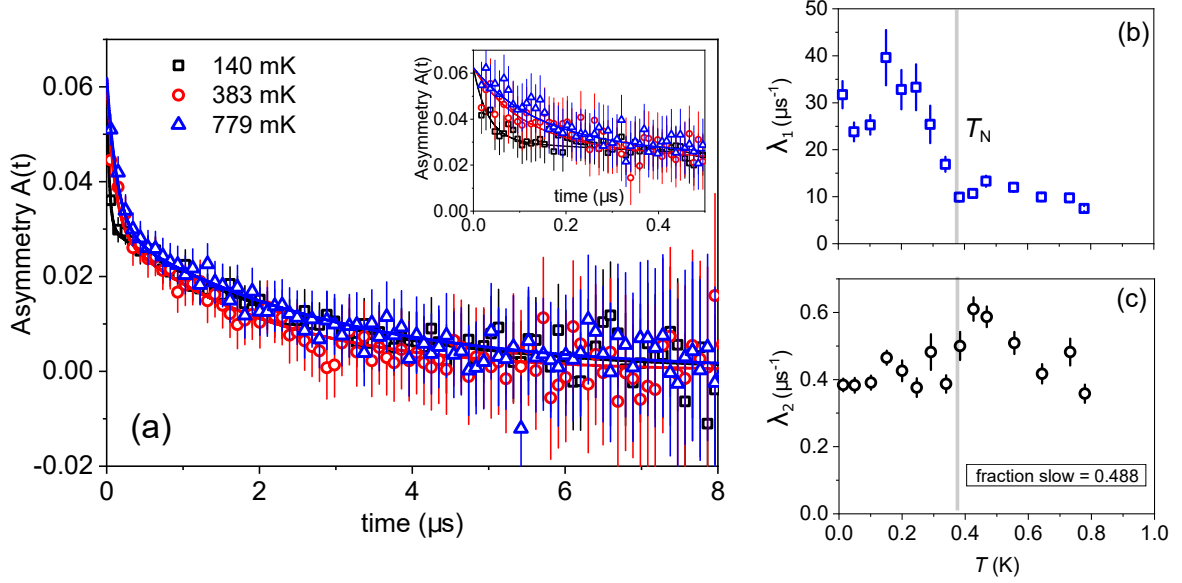 0.06
0.04
0.02
0.00
-0.02
Asymmetry A(t)
0
2
4
6
8
time (µs)
(a)
140 mK
383 mK
779 mK
0.06
0.04
0.02
0.00
Asymmetry A(t)
0.0
0.2
0.4
time (µs)
50
40
30
20
10
0
λ1 (µs-1)
(b)
TN
0.6
0.4
0.2
0.0
λ2 (µs-1)
(c)
fraction slow = 0.488
0.0
0.2
0.4
0.6
0.8
1.0
T (K)